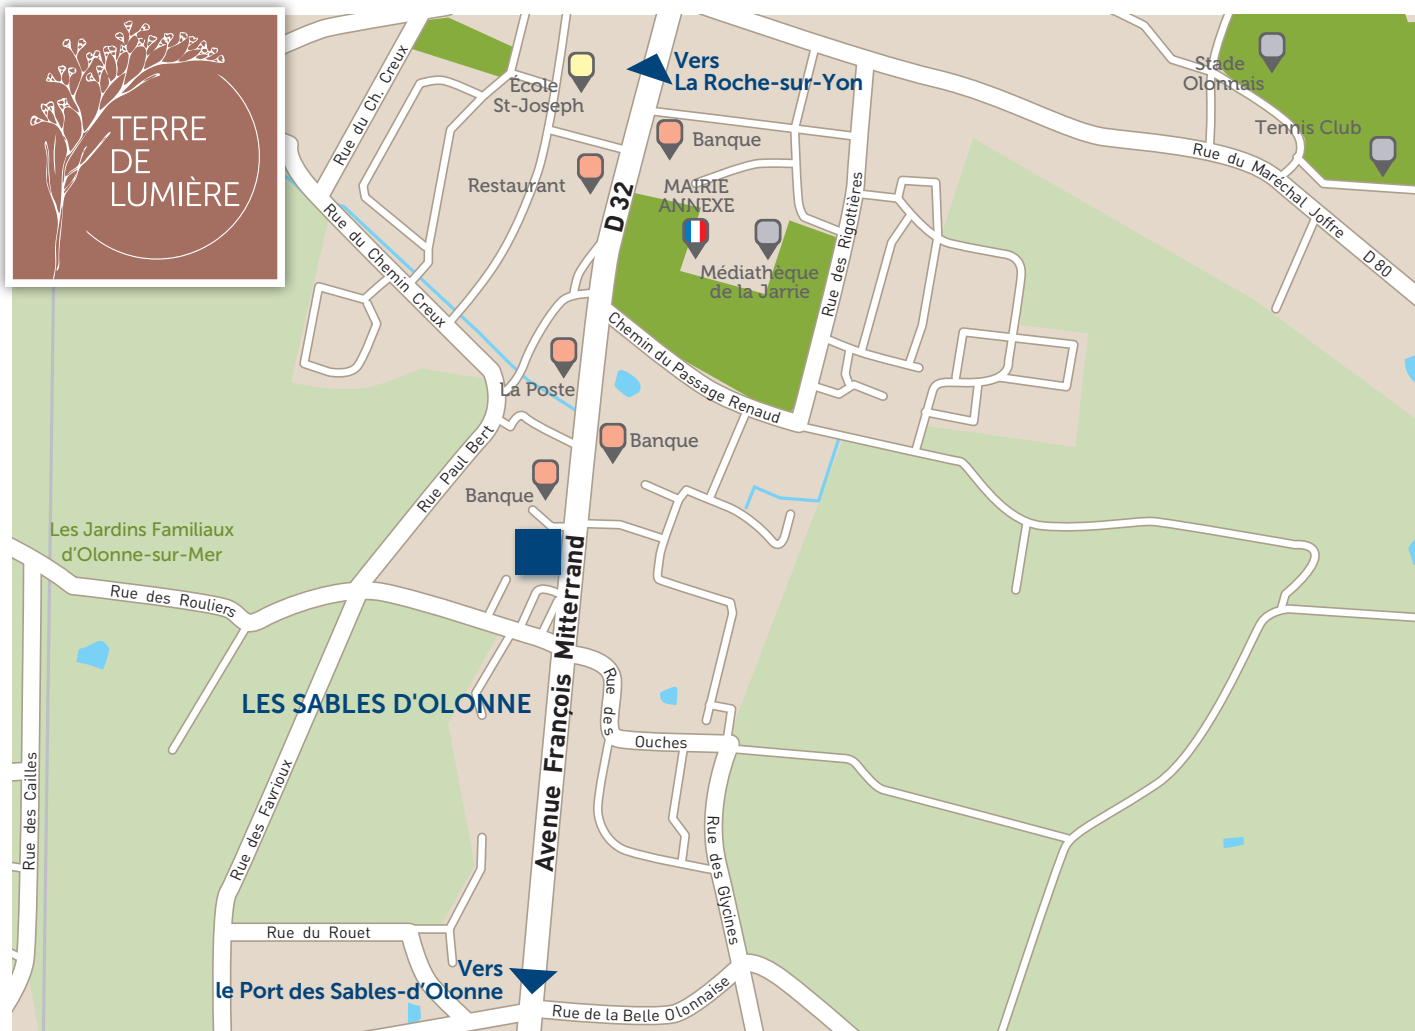 TERRE
DE
LUMIÈRE
Rue du Ch. Creux
École
St-Joseph
Vers
La Roche-sur-Yon
Stade
Olonnais
Tennis Club
Banque
Restaurant
MAIRIE
ANNEXE
D 32
Médiathèque
de la Jarrie
Rue des Rigottières
Rue du Maréchal Joffre
D 80
Rue du Chemin Creux
Chemin du Passage Renaud
La Poste
Banque
Rue Paul Bert
Banque
Les Jardins Familiaux
d’Olonne-sur-Mer
Rue des Rouliers
LES SABLES D'OLONNE
Avenue François Mitterrand
Rue des
Ouches
Rue des Cailles
Rue des Favrioux
Rue des Glycines
Rue du Rouet
Vers
le Port des Sables-d’Olonne
Rue de la Belle Olonnaise